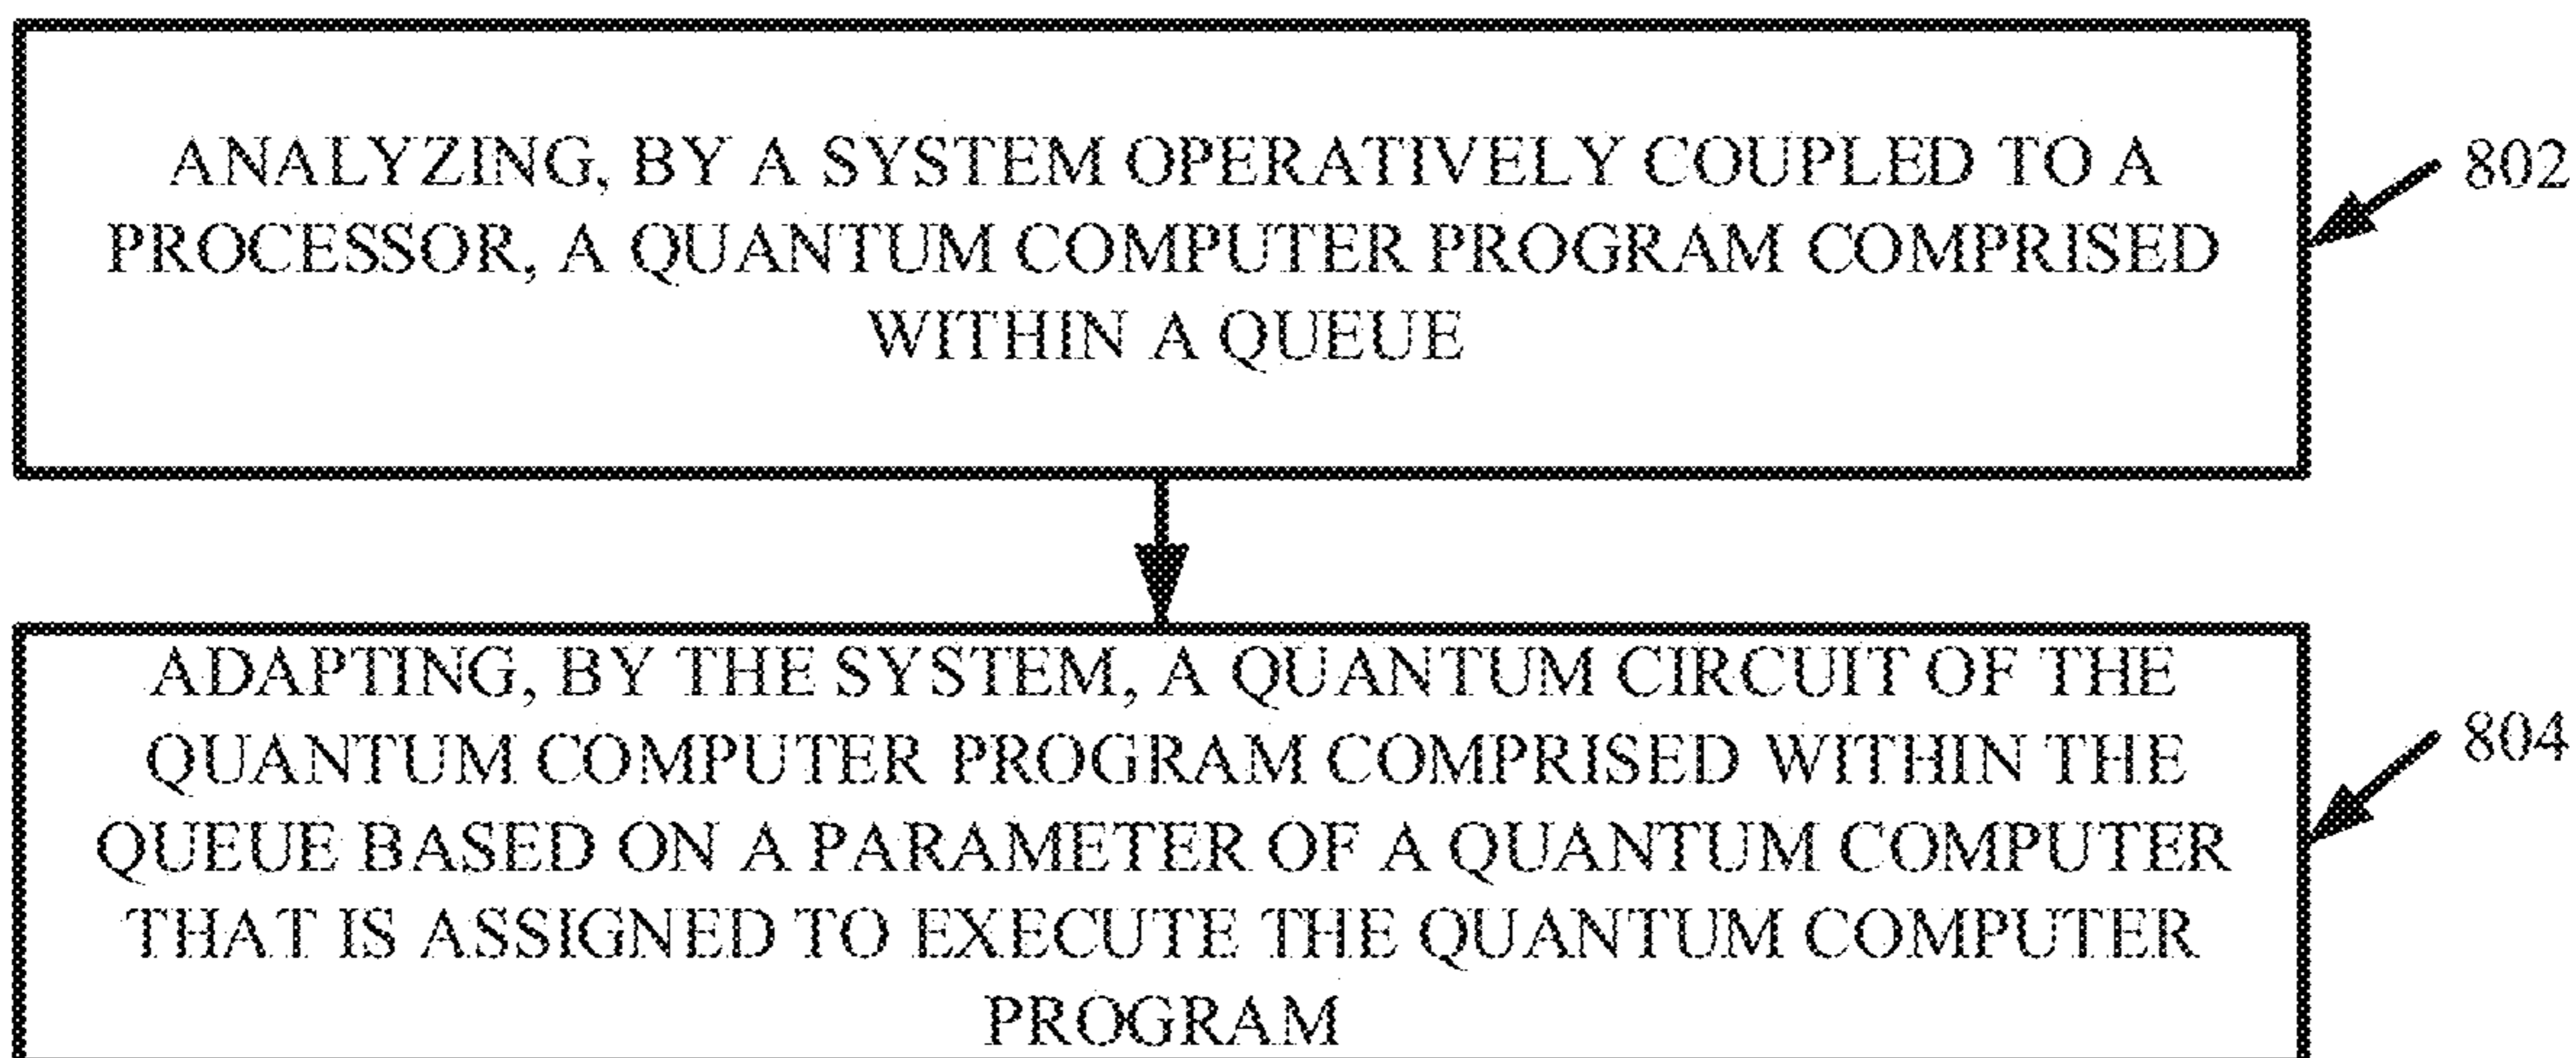 ANALYZING, BY A SYSTEM OPERATIVELY COUPLED TO A
PROCESSOR, A QUANTUM COMPUTER PROGRAM COMPRISED
WITHIN A QUEUE
802
ADAPTING, BY THE SYSTEM, A QUANTUM CIRCUIT OF THE
QUANTUM COMPUTER PROGRAM COMPRISED WITHIN THE
QUEUE BASED ON A PARAMETER OF A QUANTUM COMPUTER
THAT IS ASSIGNED TO EXECUTE THE QUANTUM COMPUTER
PROGRAM
804